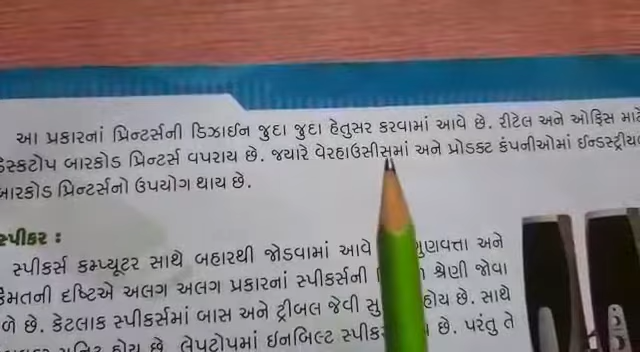 આ પ્રકારનાં પ્રિન્ટર્સની ડિઝાઈન જુદા જુદા હેતુસર કરવામાં આવે છે. રીટેલ અને ઓફિસ માટે
ડેસ્કટોપ બારકોડ પ્રિન્ટર્સ વપરાય છે. જ્યારે વેરહાઉસીસમાં અને પ્રોડક્ટ કંપનીઓમાં ઈન્ડસ્ટ્રીયલ
બારકોડ પ્રિન્ટર્સનો ઉપયોગ થાય છે.
સ્પીકર :
સ્પીકર્સ કમ્પ્યૂટર સાથે બહારથી જોડવામાં આવે ગુણવત્તા અને
કિંમતની દૃષ્ટિએ અલગ અલગ પ્રકારનાં સ્પીકર્સની શ્રેણી જોવા
મળે છે. કેટલાક સ્પીકર્સમાં બાસ અને ટ્રીબલ જેવી હોય છે. સાથે
હોય છે. લેપટોપમાં ઈનબિલ્ટ છે. પરંતુ તે